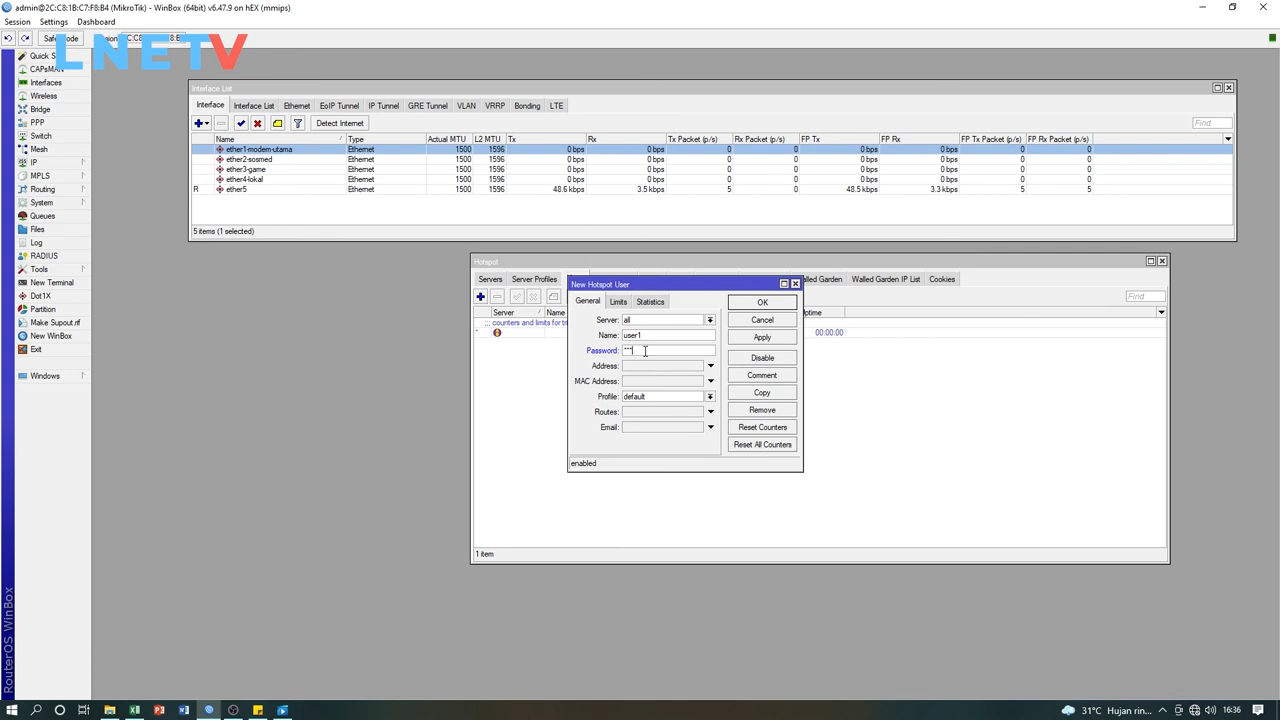 admin@2C:C8:1B:C7:F8:B4 (MikroTik) - WinBox (64bit) v6.47.9 on hEX (mmips)
Session Settings Dashboard
LNETV
Quick
CAPsMAN
Interfaces
Wireless
Bridge
PPP
Switch
Mesh
IP
MPLS
Routing
System
Queues
Files
Log
RADIUS
Tools
New Terminal
Dot1X
Partition
Make Supout.rif
New WinBox
Exit
Windows
RouterOS WinBox
Interface List
Interface Interface List Ethernet EoIP Tunnel IP Tunnel GRE Tunnel VLAN VRRP Bonding LTE
Detect Internet Find
Name Type Actual MTU L2 MTU Tx Rx Tx Packet (p/s) Rx Packet (p/s) FP Tx FP Rx FP Tx Packet (p/s) FP Rx Packet (p/s)
ether1-modem-utama Ethernet 1500 1596 0 bps 0 bps 0 0 0 bps 0 bps 0 0
ether2-sosmed Ethernet 1500 1596 0 bps 0 bps 0 0 0 bps 0 bps 0 0
ether3-game Ethernet 1500 1596 0 bps 0 bps 0 0 0 bps 0 bps 0 0
ether4-lokal Ethernet 1500 1596 0 bps 0 bps 0 0 0 bps 0 bps 0 0
R ether5 Ethernet 1500 1596 48.6 kbps 3.5 kbps 5 5 48.5 kbps 3.3 kbps 5 5
5 items (1 selected)
Hotspot
Servers Server Profiles Garden Walled Garden IP List Cookies
Find
Server Name Uptime
::: counters and limits for
* 00:00:00
1 item
New Hotspot User
General Limits Statistics
Server: all
Name: user1
Password: ***
Address:
MAC Address:
Profile: default
Routes:
Email:
enabled
OK
Cancel
Apply
Disable
Comment
Copy
Remove
Reset Counters
Reset All Counters
31°C Hujan rin... 16:36